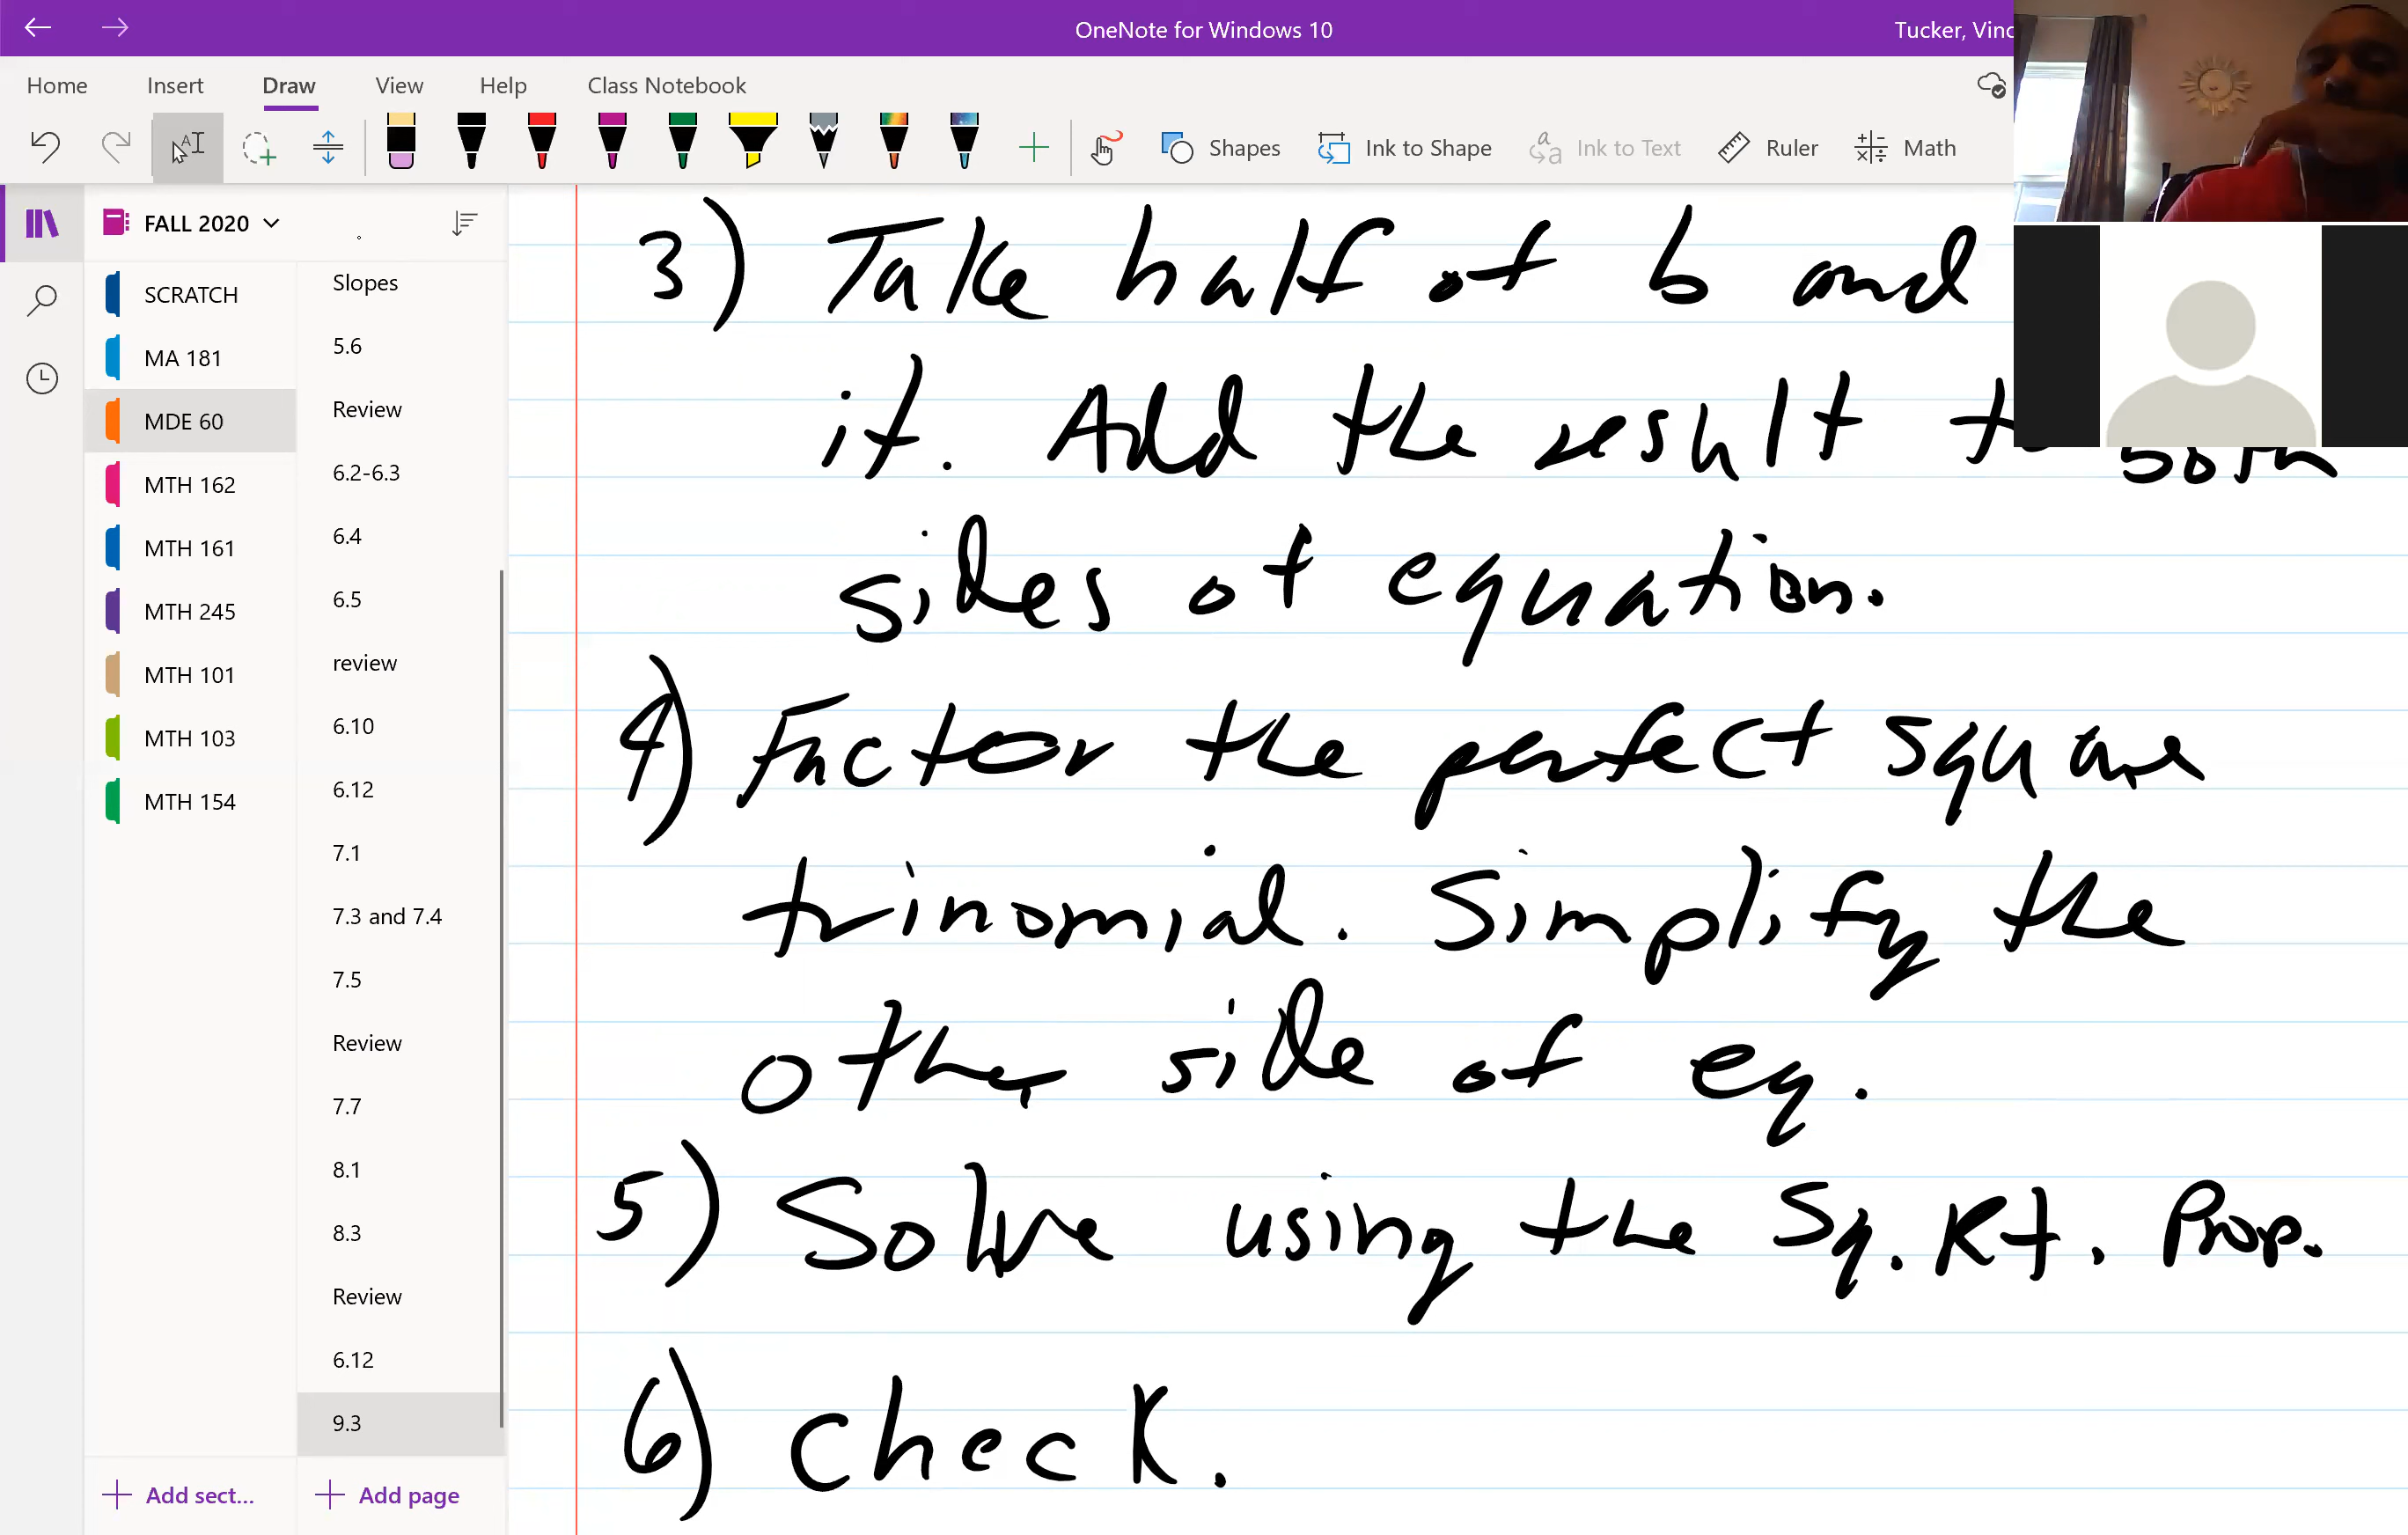 OneNote for Windows 10
Tucker, Vinc
Home Insert Draw View Help Class Notebook
Shapes Ink to Shape Ink to Text Ruler Math
FALL 2020
SCRATCH
MA 181
MDE 60
MTH 162
MTH 161
MTH 245
MTH 101
MTH 103
MTH 154
Add sect...
Slopes
5.6
Review
6.2-6.3
6.4
6.5
review
6.10
6.12
7.1
7.3 and 7.4
7.5
Review
7.7
8.1
8.3
Review
6.12
9.3
Add page
3) Take half of b and
it. Add the result to both
sides of equation.
4) Factor the perfect square
trinomial. Simplify the
other side of eq.
5) Solve using the Sq. Rt. Prop.
6) Check.